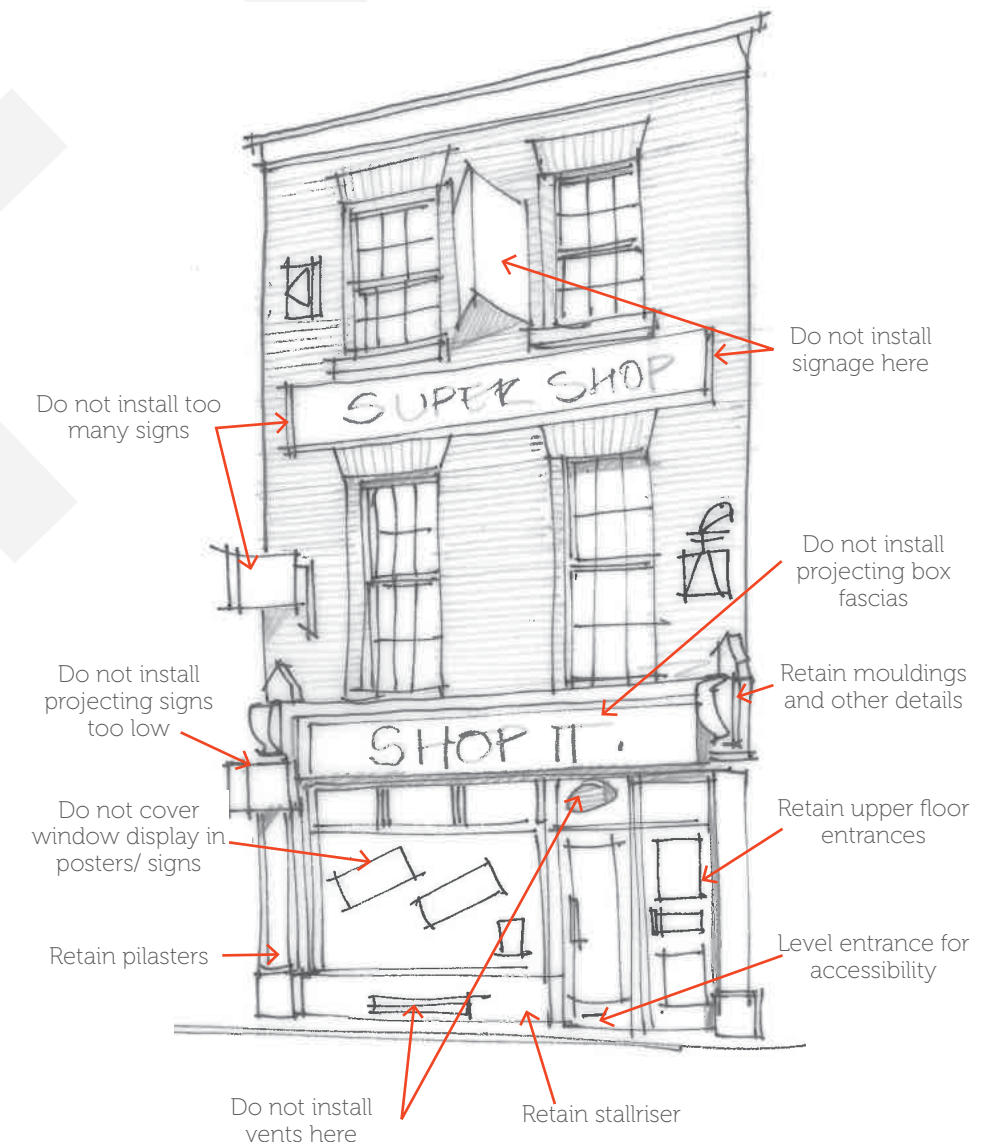 SUPER SHOP
Do not install
signage here
Do not install too
many signs
Do not install
projecting box
fascias
Do not install
projecting signs
too low
Retain mouldings
and other details
SHOP II .
Do not cover
window display in
posters/ signs
Retain upper floor
entrances
Retain pilasters
Level entrance for
accessibility
Do not install
vents here
Retain stallriser